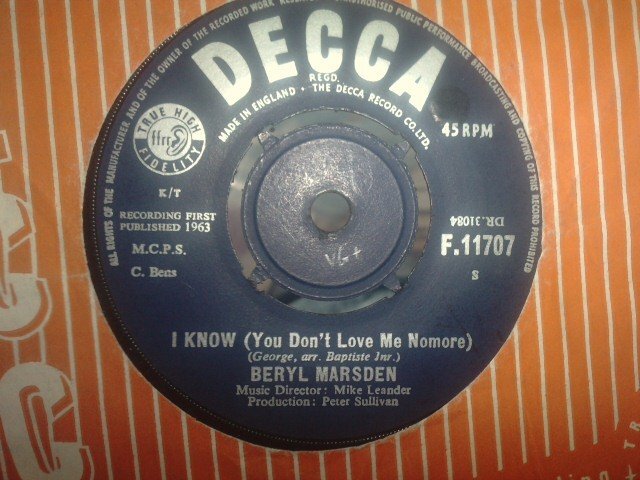 ALL RIGHTS OF THE MANUFACTURER AND OF THE OWNER OF THE RECORDED WORK RESERVED
AUTHORISED PUBLIC PERFORMANCE BROADCASTING AND COPYING OF THIS RECORD PROHIBITED
DECCA
REGD.
MADE IN ENGLAND • THE DECCA RECORD CO. LTD.
TRUE HIGH
ffrr
FIDELITY
45 RPM
K/T
RECORDING FIRST
PUBLISHED 1963
M.C.P.S.
C. Bens
DR.31084
F.11707
S
VG+
I KNOW (You Don't Love Me Nomore)
(George, arr. Baptiste Jnr.)
BERYL MARSDEN
Music Director: Mike Leander
Production: Peter Sullivan